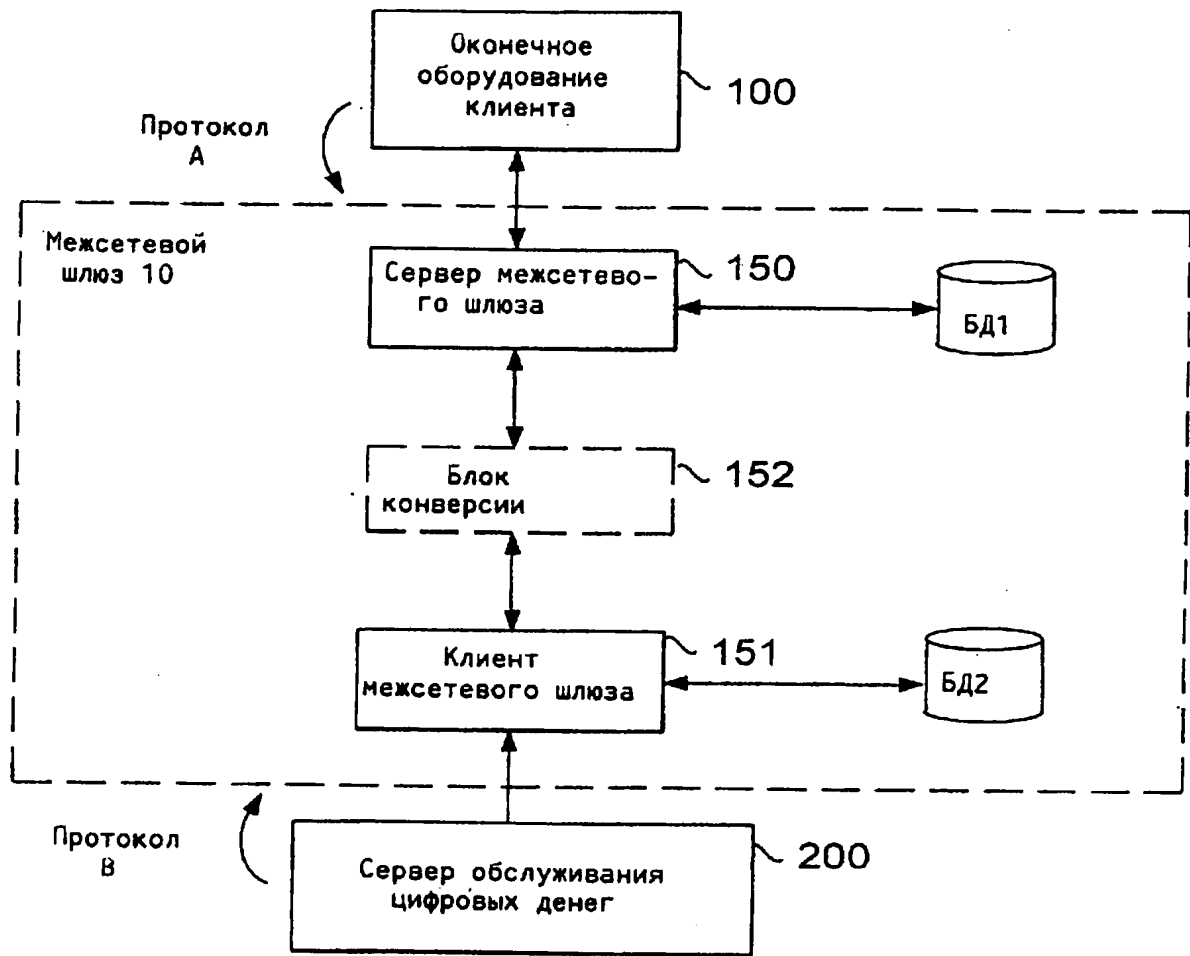 Оконечное
оборудование
клиента
100
Протокол
А
Межсетевой
шлюз 10
Сервер межсетево-
го шлюза
150
БД1
Блок
конверсии
152
Клиент
межсетевого шлюза
151
БД2
Протокол
В
Сервер обслуживания
цифровых денег
200